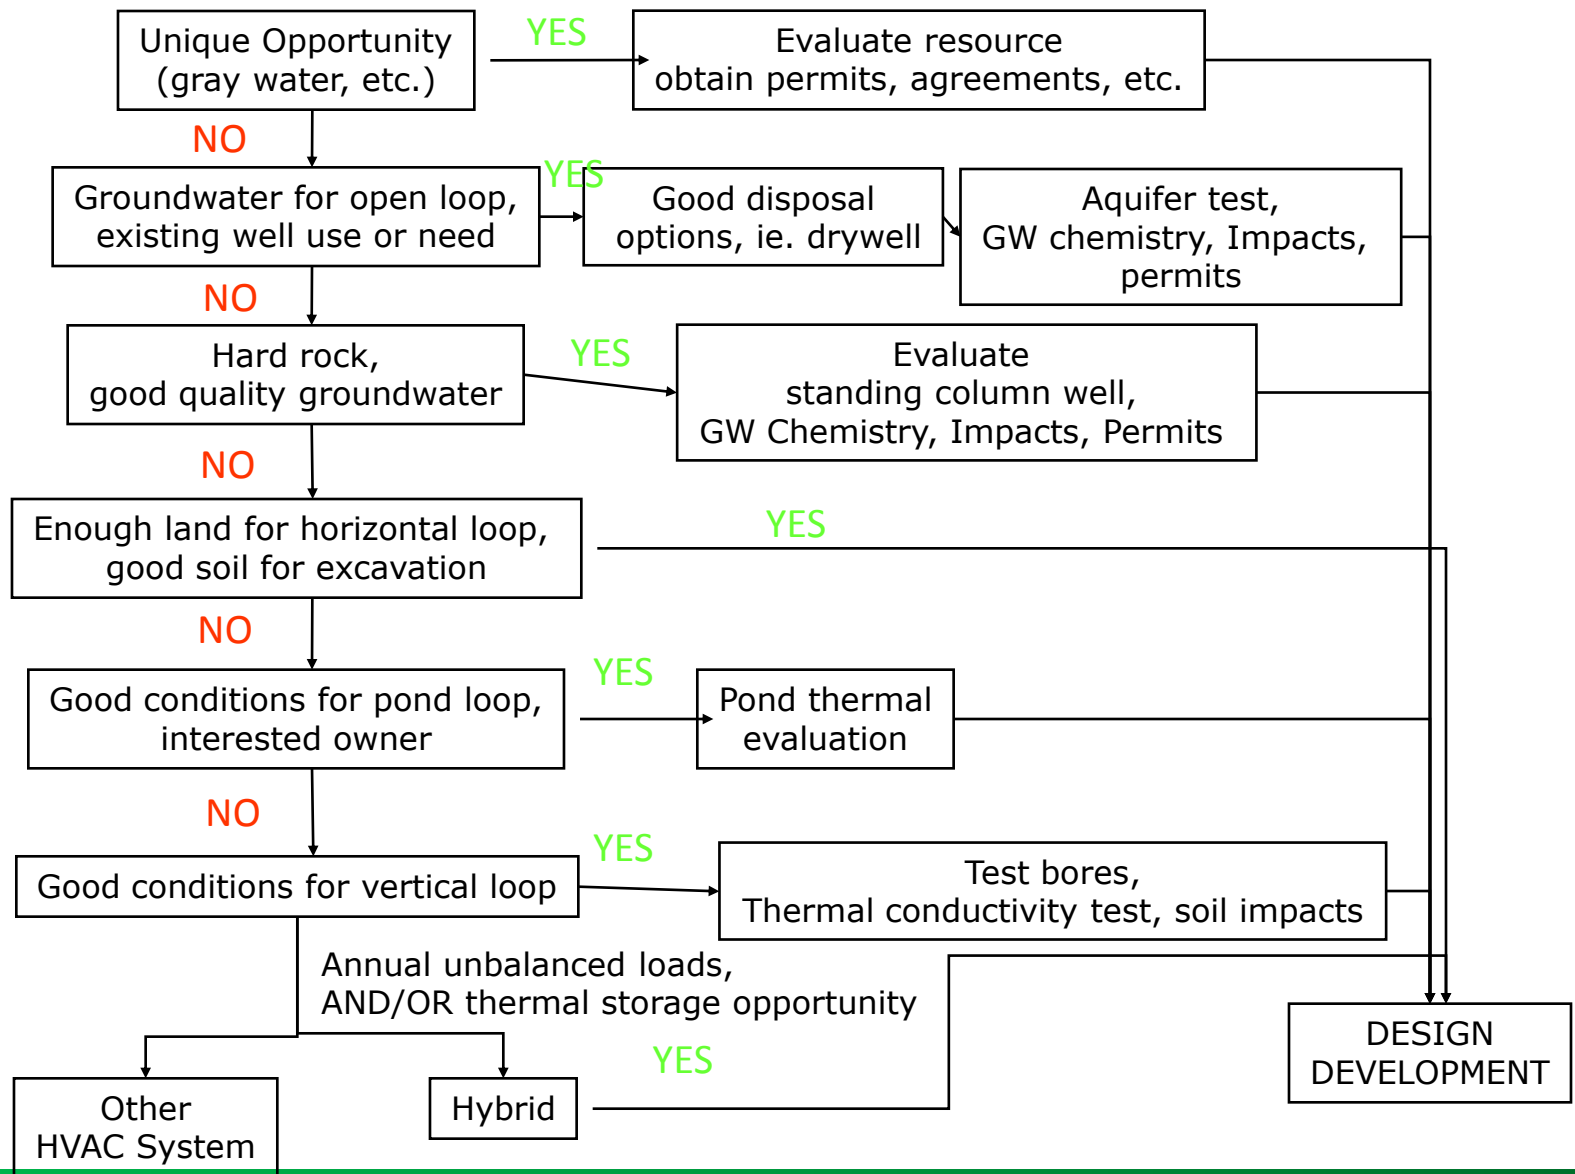 Unique Opportunity
(gray water, etc.)
YES
Evaluate resource
obtain permits, agreements, etc.
NO
Groundwater for open loop,
existing well use or need
YES
Good disposal
options, ie. drywell
Aquifer test,
GW chemistry, Impacts,
permits
NO
Hard rock,
good quality groundwater
YES
Evaluate
standing column well,
GW Chemistry, Impacts, Permits
NO
Enough land for horizontal loop,
good soil for excavation
YES
NO
Good conditions for pond loop,
interested owner
YES
Pond thermal
evaluation
NO
Good conditions for vertical loop
YES
Test bores,
Thermal conductivity test, soil impacts
Annual unbalanced loads,
AND/OR thermal storage opportunity
Other
HVAC System
Hybrid
YES
DESIGN
DEVELOPMENT